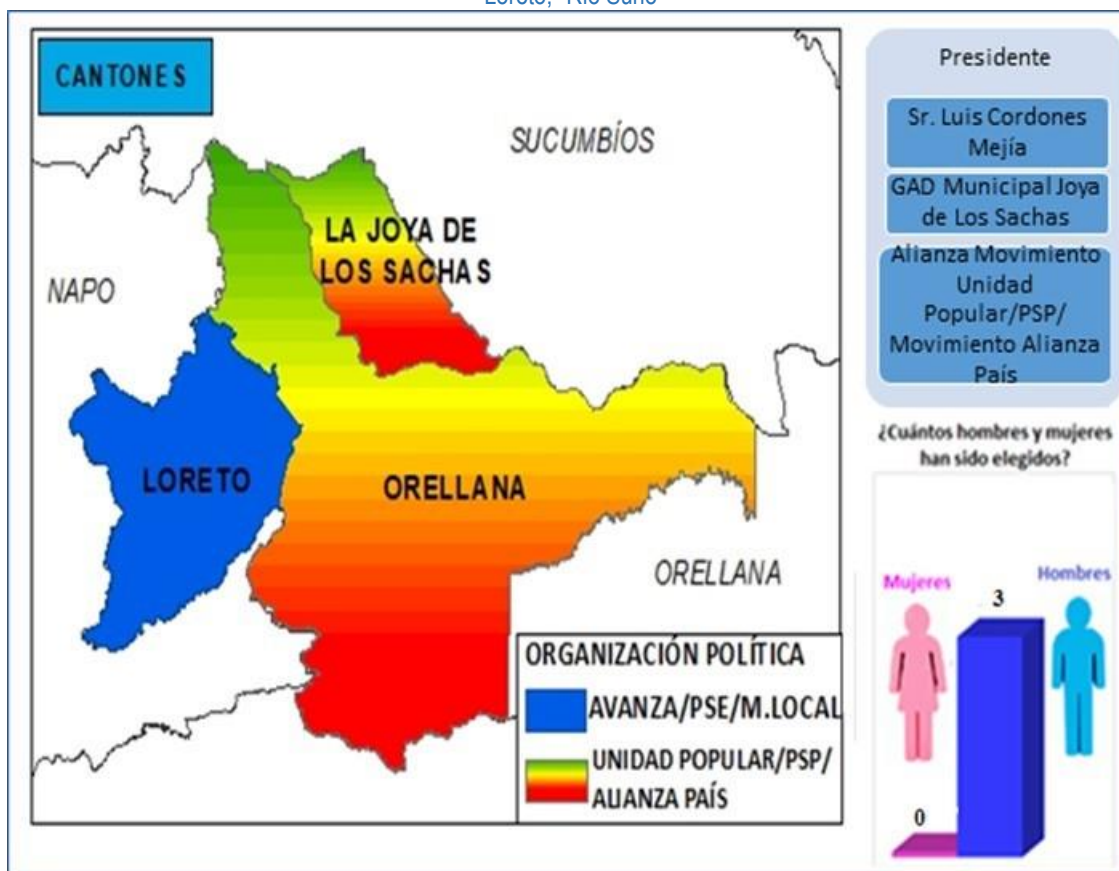 CANTONES
SUCUMBÍOS
LA JOYA DE
LOS SACHAS
NAPO
LORETO
ORELLANA
ORELLANA
ORGANIZACIÓN POLÍTICA
AVANZA/PSE/M.LOCAL
UNIDAD POPULAR/PSP/
ALIANZA PAÍS
Presidente
Sr. Luis Cordones
Mejía
GAD Municipal Joya
de Los Sachas
Alianza Movimiento
Unidad
Popular/PSP/
Movimiento Alianza
País
¿Cuántos hombres y mujeres
han sido elegidos?
Mujeres
Hombres
3
0